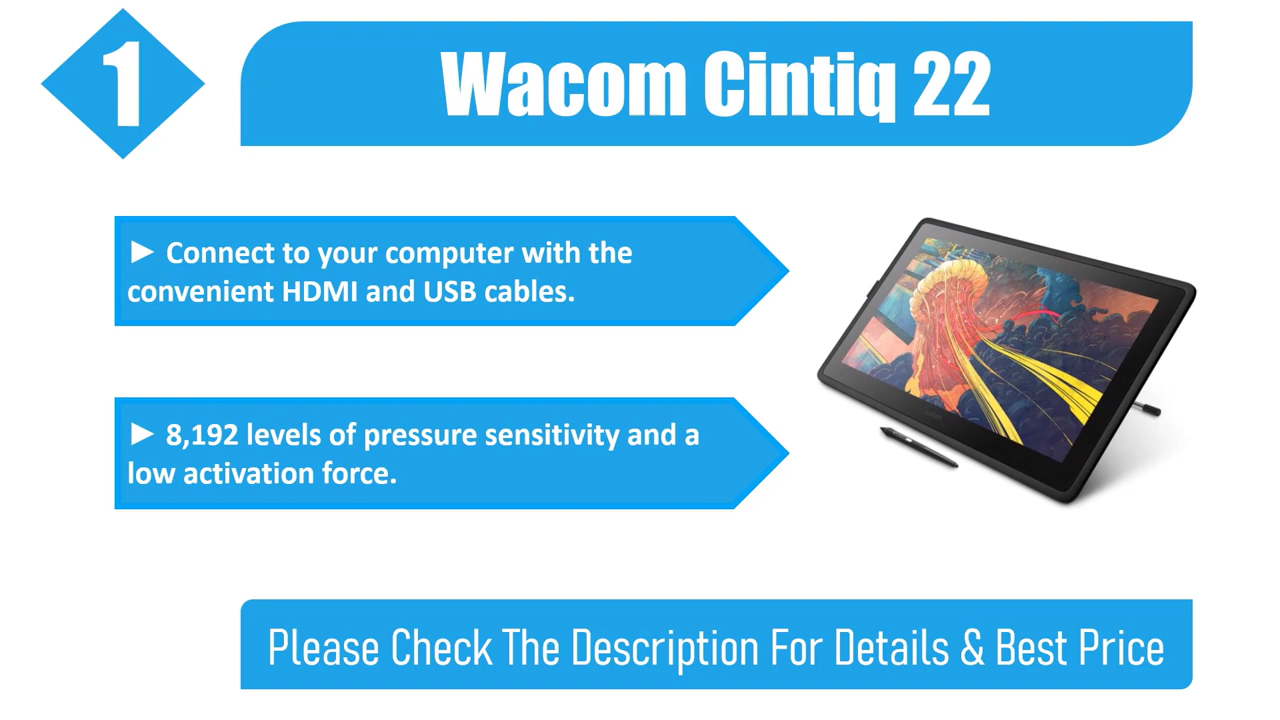 1
Wacom Cintiq 22
► Connect to your computer with the
convenient HDMI and USB cables.
► 8,192 levels of pressure sensitivity and a
low activation force.
Please Check The Description For Details & Best Price